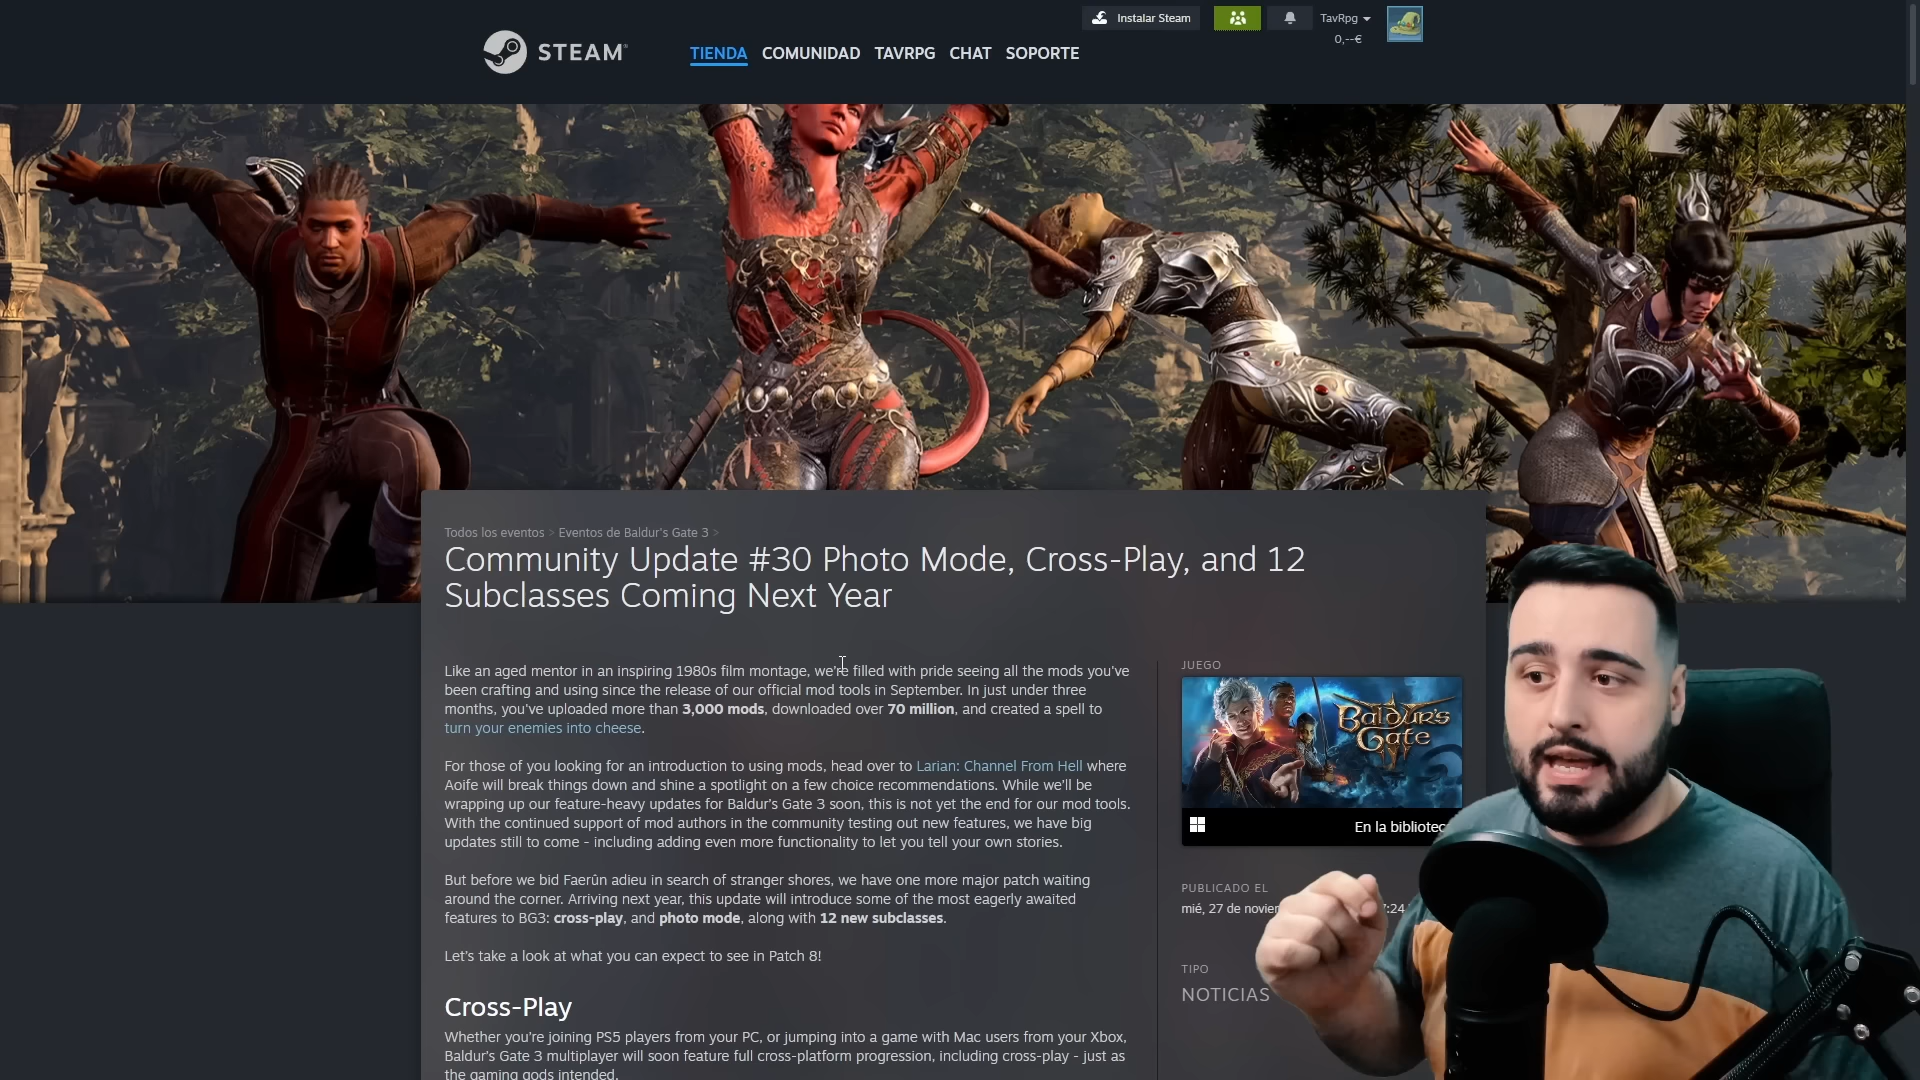 Instalar Steam
TavRpg
0,--€
STEAM
TIENDA COMUNIDAD TAVRPG CHAT SOPORTE
Todos los eventos > Eventos de Baldur's Gate 3 >
Community Update #30 Photo Mode, Cross-Play, and 12
Subclasses Coming Next Year
Like an aged mentor in an inspiring 1980s film montage, we're filled with pride seeing all the mods you've
been crafting and using since the release of our official mod tools in September. In just under three
months, you've uploaded more than 3,000 mods, downloaded over 70 million, and created a spell to
turn your enemies into cheese.
For those of you looking for an introduction to using mods, head over to Larian: Channel From Hell where
Aoife will break things down and shine a spotlight on a few choice recommendations. While we'll be
wrapping up our feature-heavy updates for Baldur's Gate 3 soon, this is not yet the end for our mod tools.
With the continued support of mod authors in the community testing out new features, we have big
updates still to come - including adding even more functionality to let you tell your own stories.
But before we bid Faerûn adieu in search of stranger shores, we have one more major patch waiting
around the corner. Arriving next year, this update will introduce some of the most eagerly awaited
features to BG3: cross-play, and photo mode, along with 12 new subclasses.
Let's take a look at what you can expect to see in Patch 8!
Cross-Play
Whether you're joining PS5 players from your PC, or jumping into a game with Mac users from your Xbox,
Baldur's Gate 3 multiplayer will soon feature full cross-platform progression, including cross-play - just as
the gaming gods intended.
JUEGO
Baldur's
Gate
En la bibliotec
PUBLICADO EL
mié, 27 de novier :24
TIPO
NOTICIAS